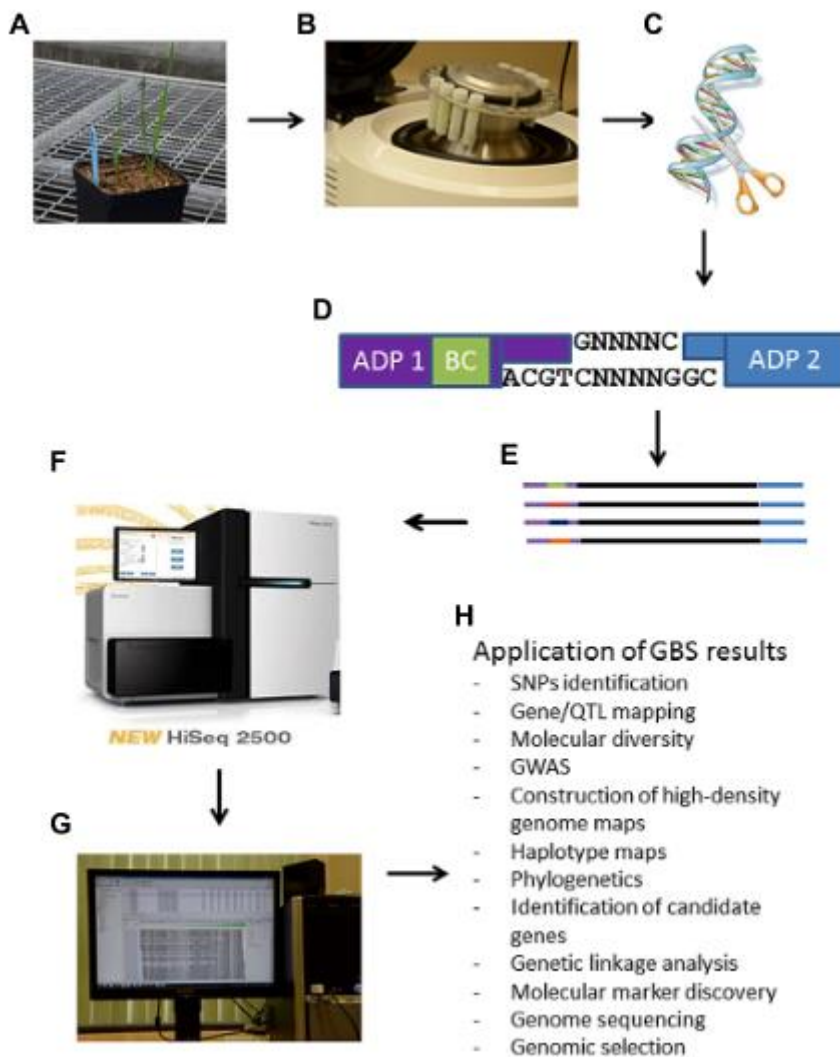 A
B
C
D
GNNNNC
ADP 1 BC ADP 2
ACGTCNNNNGGC
E
F
NEW HiSeq 2500
G
H
Application of GBS results
- SNPs identification
- Gene/QTL mapping
- Molecular diversity
- GWAS
- Construction of high-density
genome maps
- Haplotype maps
- Phylogenetics
- Identification of candidate
genes
- Genetic linkage analysis
- Molecular marker discovery
- Genome sequencing
- Genomic selection